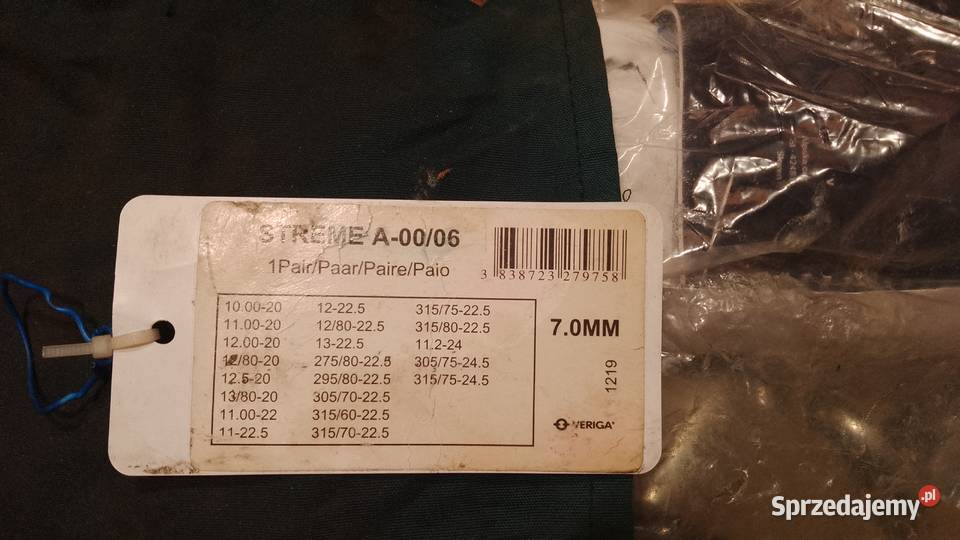 STREME A-00/06
1Pair/Paar/Paire/Paio
3 838723 279758
10.00-20 12-22.5 315/75-22.5
11.00-20 12/80-22.5 315/80-22.5
12.00-20 13-22.5 11.2-24
12/80-20 275/80-22.5 305/75-24.5
12.5-20 295/80-22.5 315/75-24.5
13/80-20 305/70-22.5
11.00-22 315/60-22.5
11-22.5 315/70-22.5
7.0MM
1219
VERIGA
Sprzedajemy.pl